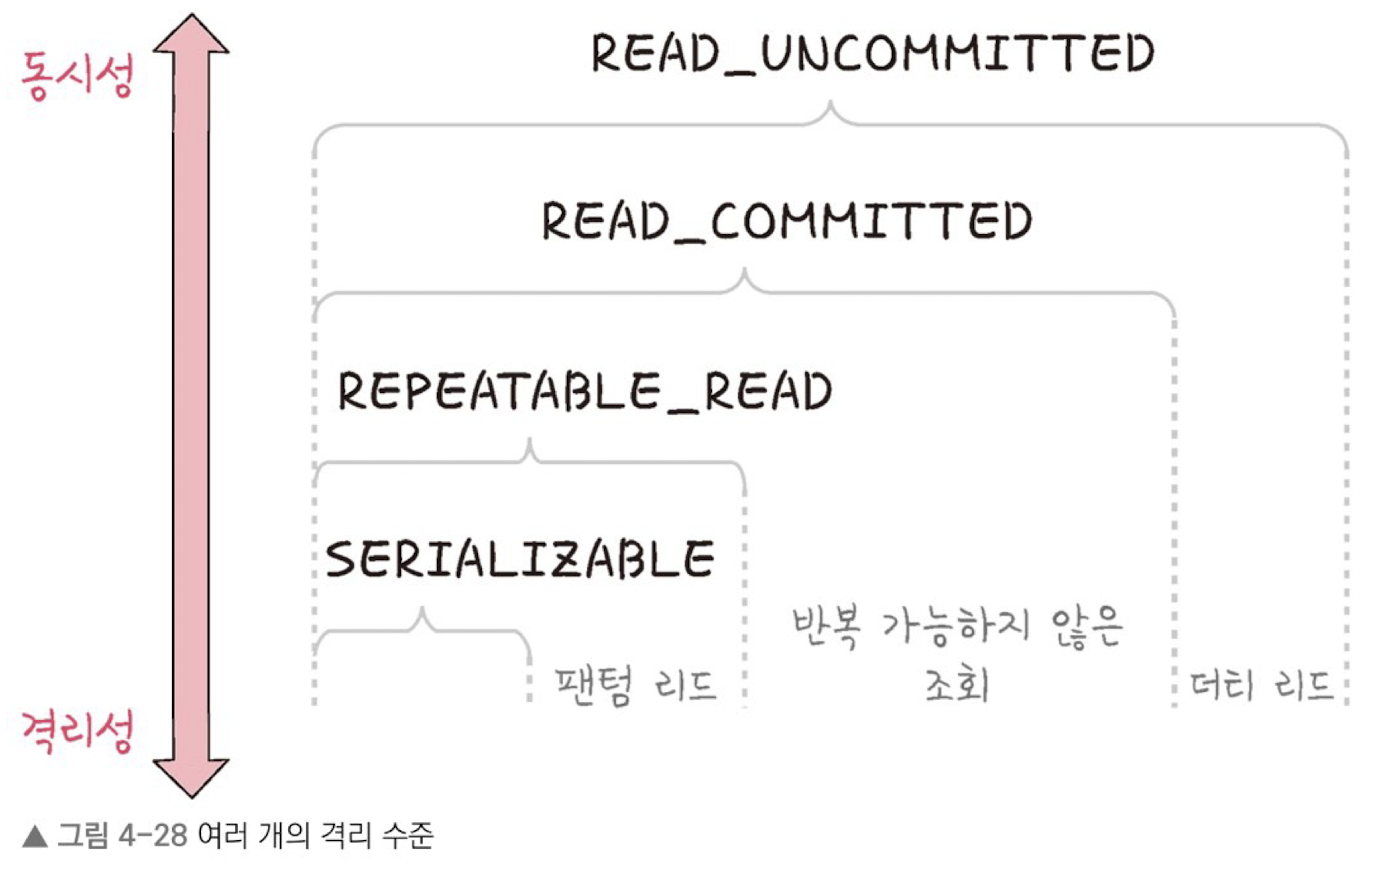 동시성
READ_UNCOMMITTED
READ_COMMITTED
REPEATABLE_READ
SERIALIZABLE
반복 가능하지 않은
조회
팬텀 리드
더티 리드
격리성
▲ 그림 4-28 여러 개의 격리 수준